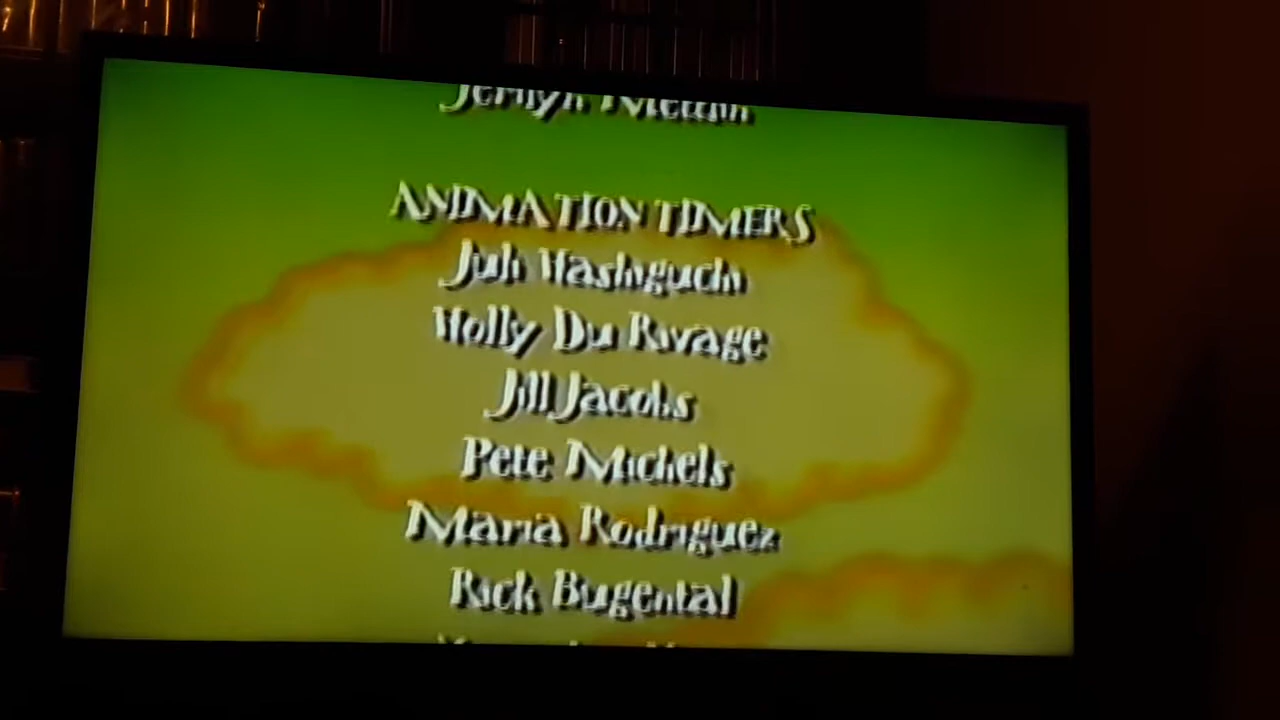 ANIMATION TIMERS
Juli Hashiguchi
Holly Du Rivage
Jill Jacobs
Pete Michels
Maria Rodriguez
Rick Bugental